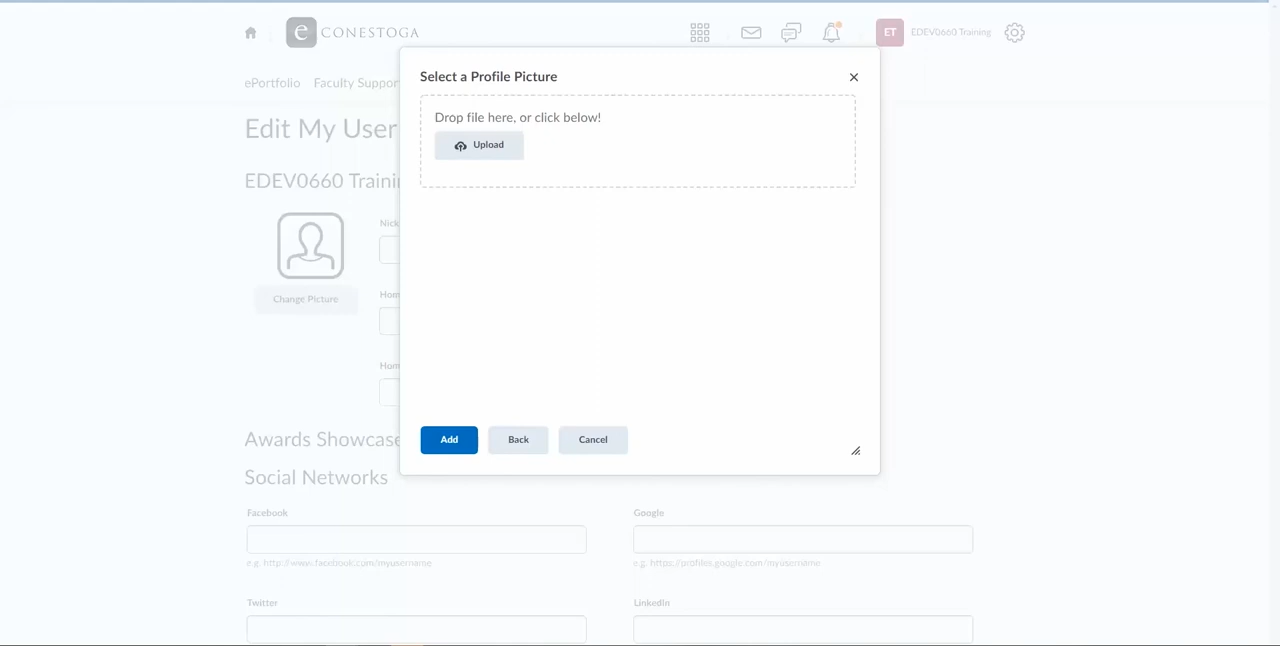 e CONESTOGA
ET EDEV0660 Training
ePortfolio Faculty Suppor
Select a Profile Picture
Drop file here, or click below!
Upload
Edit My User
EDEV0660 Traini
Nick
Change Picture
Hom
Hom
Add Back Cancel
Awards Showcase
Social Networks
Facebook Google
e.g. http://www.facebook.com/myusername e.g. https://profiles.google.com/myusername
Twitter LinkedIn